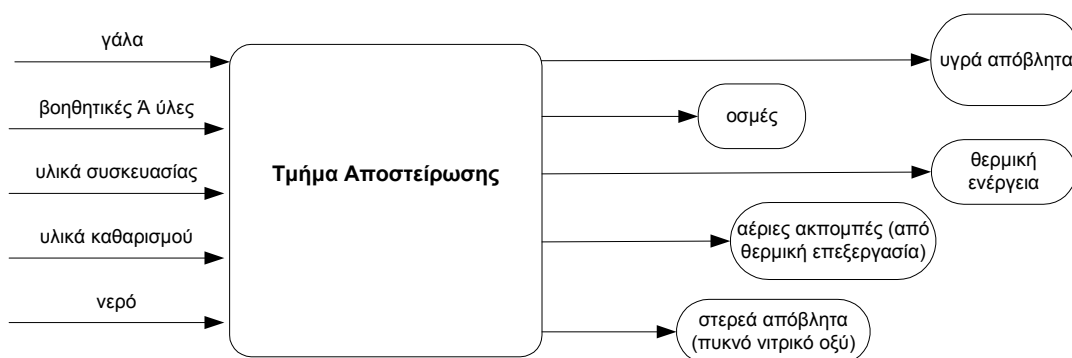 γάλα
βοηθητικές Ά ύλες
υλικά συσκευασίας
υλικά καθαρισμού
νερό
Τμήμα Αποστείρωσης
υγρά απόβλητα
οσμές
θερμική
ενέργεια
αέριες ακπομπές (από
θερμική επεξεργασία)
στερεά απόβλητα
(πυκνό νιτρικό οξύ)